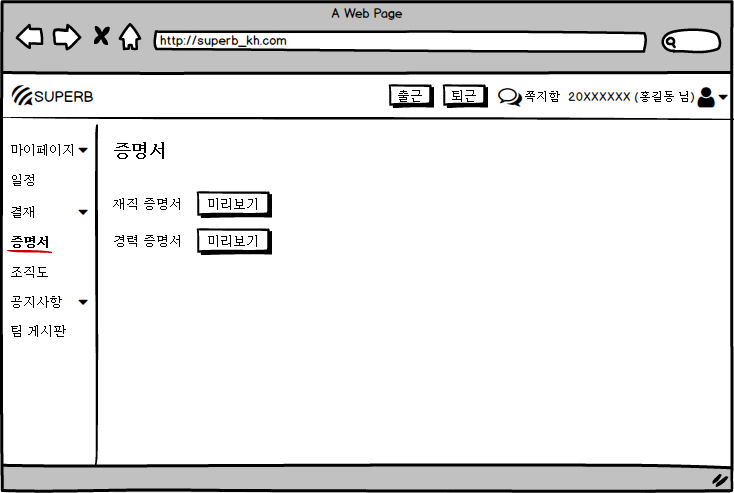 A Web Page
http://superb_kh.com
SUPERB
출근 퇴근 쪽지함 20XXXXXX (홍길동 님)
마이페이지
일정
결재
증명서
조직도
공지사항
팀 게시판
증명서
재직 증명서 미리보기
경력 증명서 미리보기